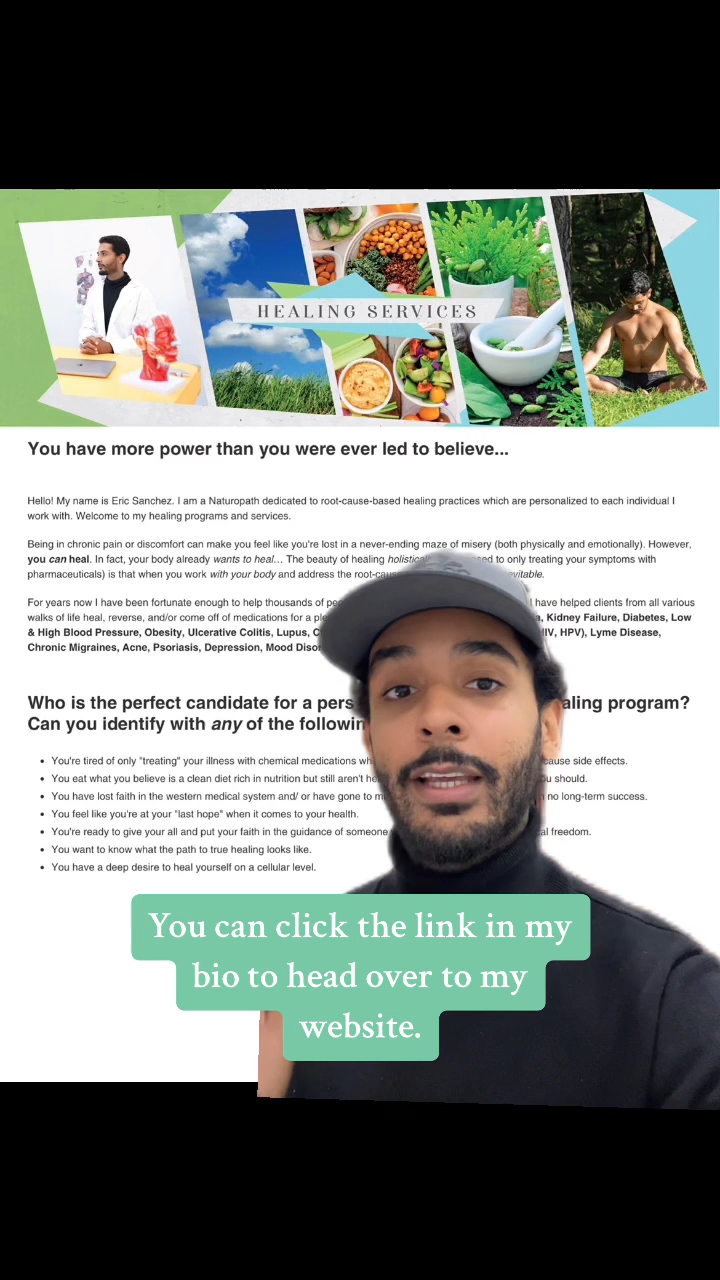 HEALING SERVICES
You have more power than you were ever led to believe...
Hello! My name is Eric Sanchez. I am a Naturopath dedicated to root-cause-based healing practices which are personalized to each individual I
work with. Welcome to my healing programs and services.
Being in chronic pain or discomfort can make you feel like you're lost in a never-ending maze of misery (both physically and emotionally). However,
you can heal. In fact, your body already wants to heal... The beauty of healing to only treating your symptoms with
pharmaceuticals) is that when you work with your body and address the
For years now I have been fortunate enough to help thousands of I have helped clients from all various
walks of life heal, reverse, and/or come off of medications for a Kidney Failure, Diabetes, Low
& High Blood Pressure, Obesity, Ulcerative Colitis, Lupus, HPV), Lyme Disease,
Chronic Migraines, Acne, Psoriasis, Depression, Mood
Who is the perfect candidate for a healing program?
Can you identify with any of the
You're tired of only "treating" your illness with chemical medications cause side effects.
You eat what you believe is a clean diet rich in nutrition but still aren't you should.
You have lost faith in the western medical system and/ or have gone to no long-term success.
You feel like you're at your "last hope" when it comes to your health.
You're ready to give your all and put your faith in the guidance of someone freedom.
You want to know what the path to true healing looks like.
You have a deep desire to heal yourself on a cellular level.
You can click the link in my
bio to head over to my
website.